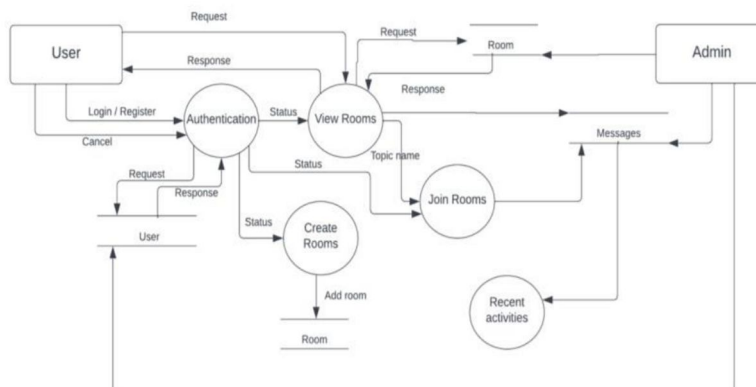 Request
User
Response
Request
Room
Admin
Response
Login / Register
Authentication
Status
View Rooms
Messages
Cancel
Topic name
Request
Response
Status
Join Rooms
User
Status
Create
Rooms
Add room
Recent
activities
Room